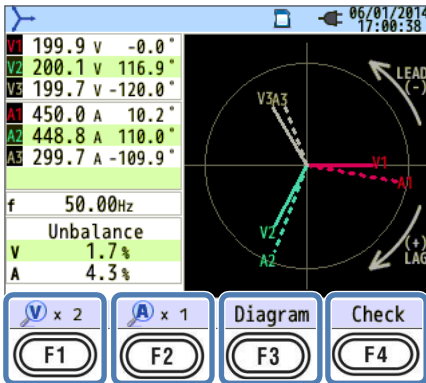 06/01/2014
17:00:38
V1 199.9 V -0.0°
V2 200.1 V 116.9°
V3 199.7 V -120.0°
A1 450.0 A 10.2°
A2 448.8 A 110.0°
A3 299.7 A -109.9°
f 50.00Hz
Unbalance
V 1.7%
A 4.3%
LEAD
(-)
V3A3
V1
A1
V2
A2
(+)
LAG
V x 2
A x 1
Diagram
Check
F1
F2
F3
F4